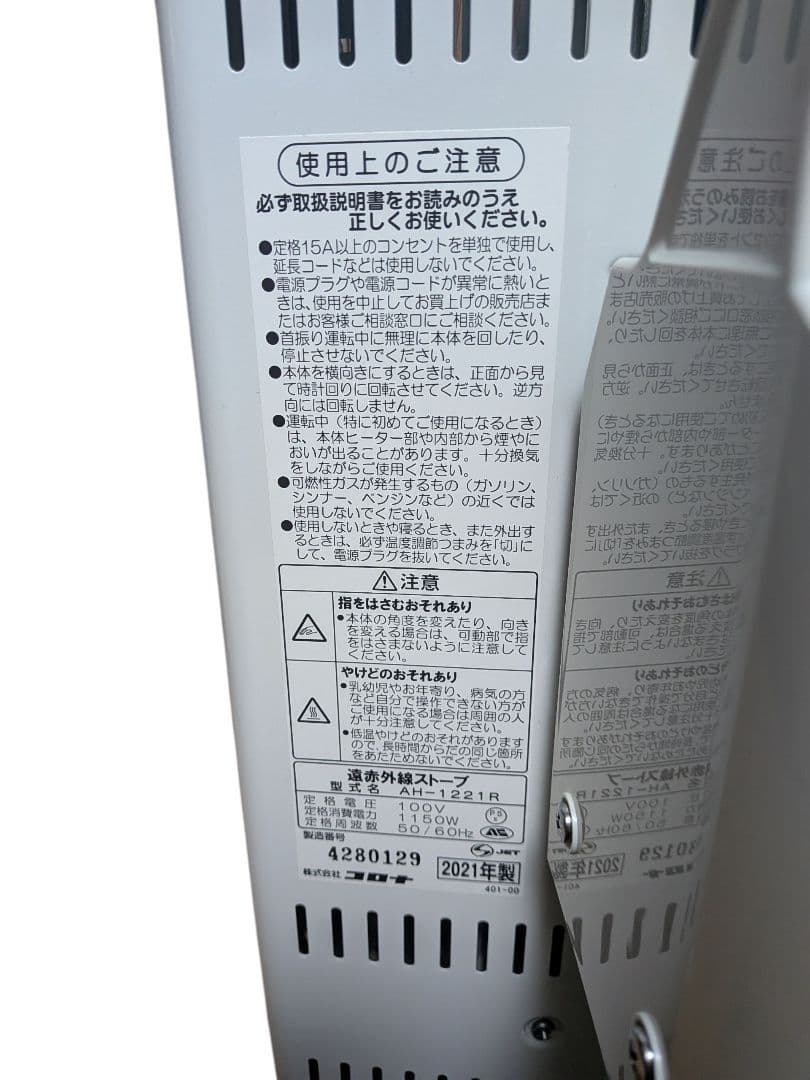 使用上のご注意
必ず取扱説明書をお読みのうえ
正しくお使いください。
●定格15A以上のコンセントを単独で使用し、
延長コードなどは使用しないでください。
●電源プラグや電源コードが異常に熱いと
きは、使用を中止してお買上げの販売店ま
たはお客様ご相談窓口にご相談ください。
●首振り運転中に無理に本体を回したり、
停止させないでください。
●本体を横向きにするときは、正面から見
て時計回りに回転させてください。逆方
向には回転しません。
●運転中（特に初めてご使用になるとき）
は、本体ヒーター部や内部から煙やに
おいが出ることがあります。十分換気
をしながらご使用ください。
●可燃性ガスが発生するもの（ガソリン、
シンナー、ベンジンなど）の近くでは
使用しないでください。
●使用しないときや寝るとき、また外出す
るときは、必ず温度調節つまみを「切」に
して、電源プラグを抜いてください。
⚠注意
指をはさむおそれあり
●本体の角度を変えたり、向き
を変える場合は、可動部で指
をはさまないように注意して
ください。
やけどのおそれあり
●乳幼児やお年寄り、病気の方
など自分で操作できない方が
ご使用になる場合は周囲の人
が十分注意してください。
●低温やけどのおそれがあります
ので、長時間からだの同じ箇所
をあたためないでください。
遠赤外線ストーブ
型式名 AH-1221R
定格電圧 100V
定格消費電力 1150W
定格周波数 50/60Hz
PSE
JET
製造番号
4280129
2021年製
株式会社 コロナ
401-00